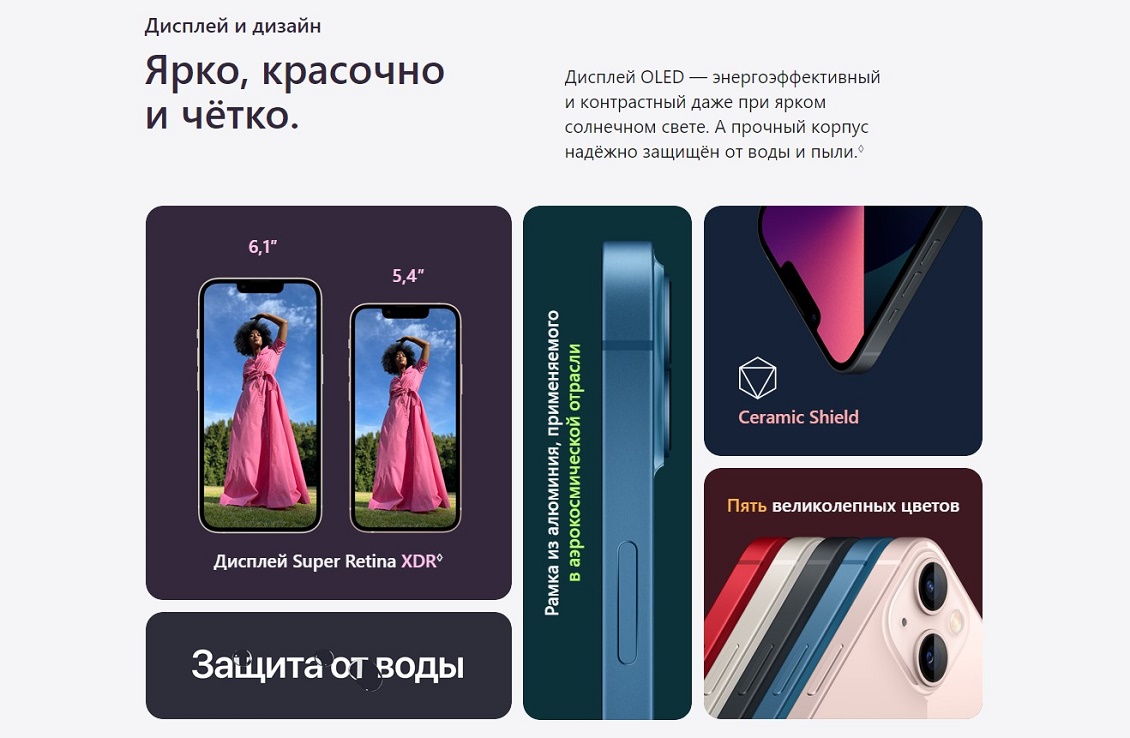 Дисплей и дизайн
Ярко, красочно
и чётко.
Дисплей OLED — энергоэффективный
и контрастный даже при ярком
солнечном свете. А прочный корпус
надёжно защищён от воды и пыли.◊
6,1″
5,4″
Дисплей Super Retina XDR◊
Защита от воды
Рамка из алюминия, применяемого
в аэрокосмической отрасли
Ceramic Shield
Пять великолепных цветов